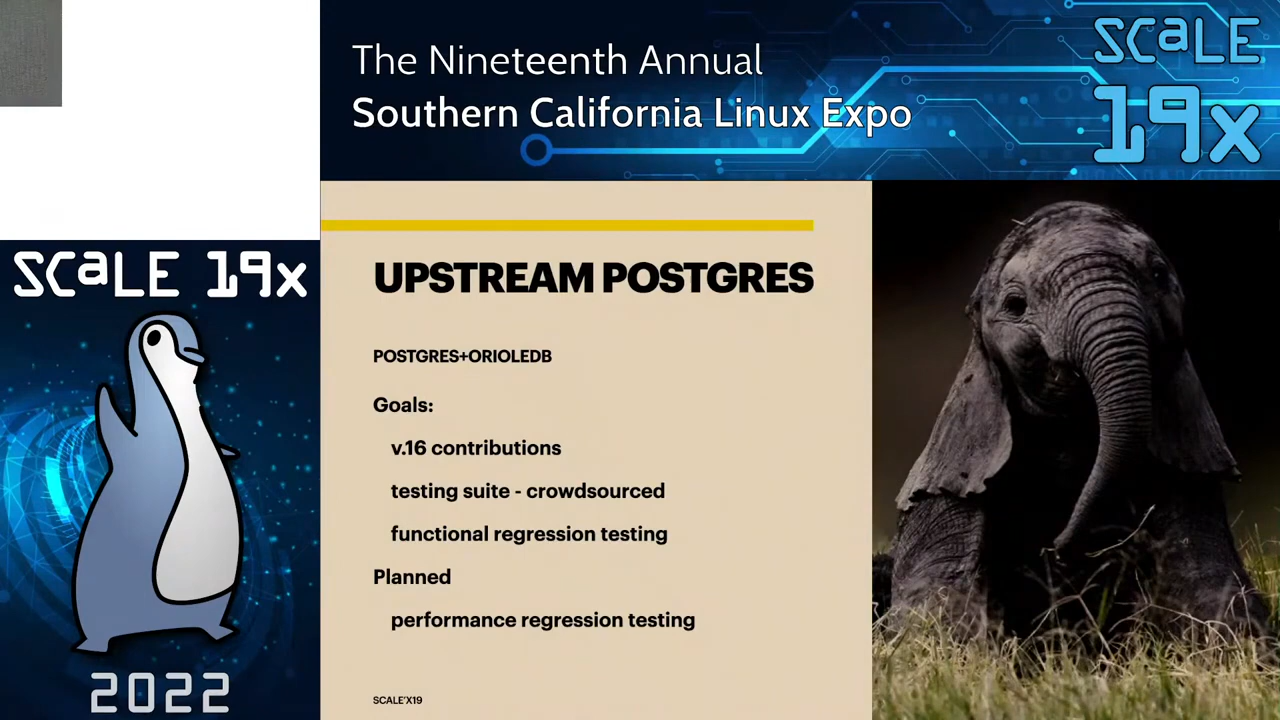 The Nineteenth Annual
Southern California Linux Expo
SCaLE
19x
SCaLE 19x
2022
UPSTREAM POSTGRES
POSTGRES+ORIOLEDB
Goals:
v.16 contributions
testing suite - crowdsourced
functional regression testing
Planned
performance regression testing
SCALE'X19